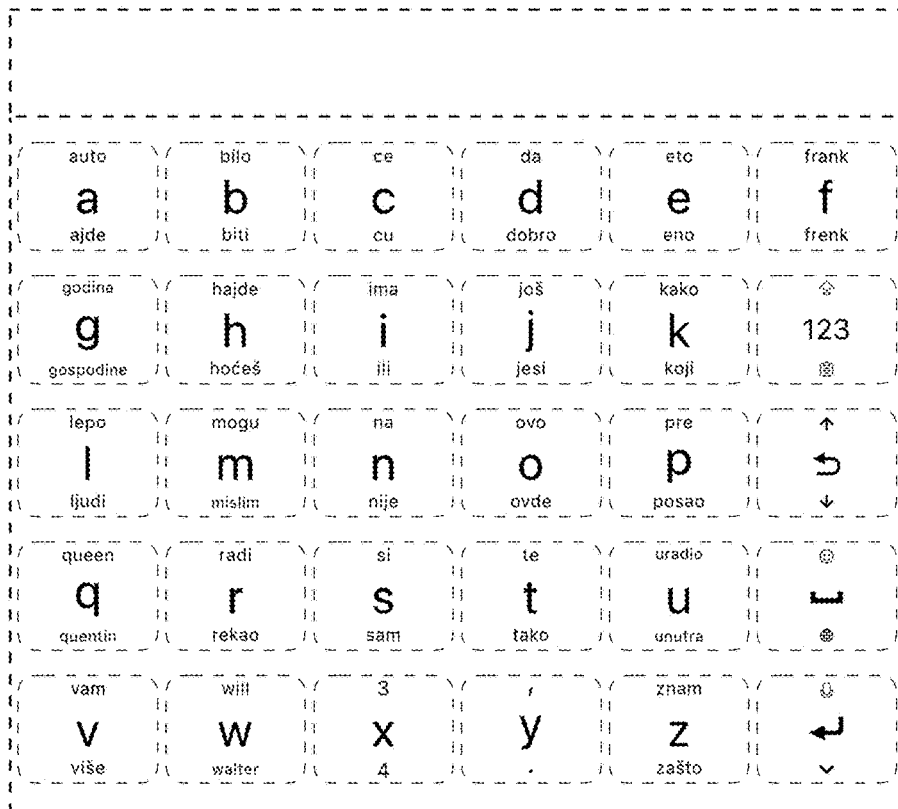 auto bilo ce da eto frank
a b c d e f
ajde biti cu dobro eno frenk
godina hajde ima još kako
g h i j k 123
gospodine hoćeš ili jesi koji
lepo mogu na ovo pre ↑
l m n o p
ljudi mislim nije ovde posao ↓
queen radi si te uradio
q r s t u
quentin rekao sam tako unutra
vam will 3 , znam
v w x y z
više walter 4 . zašto